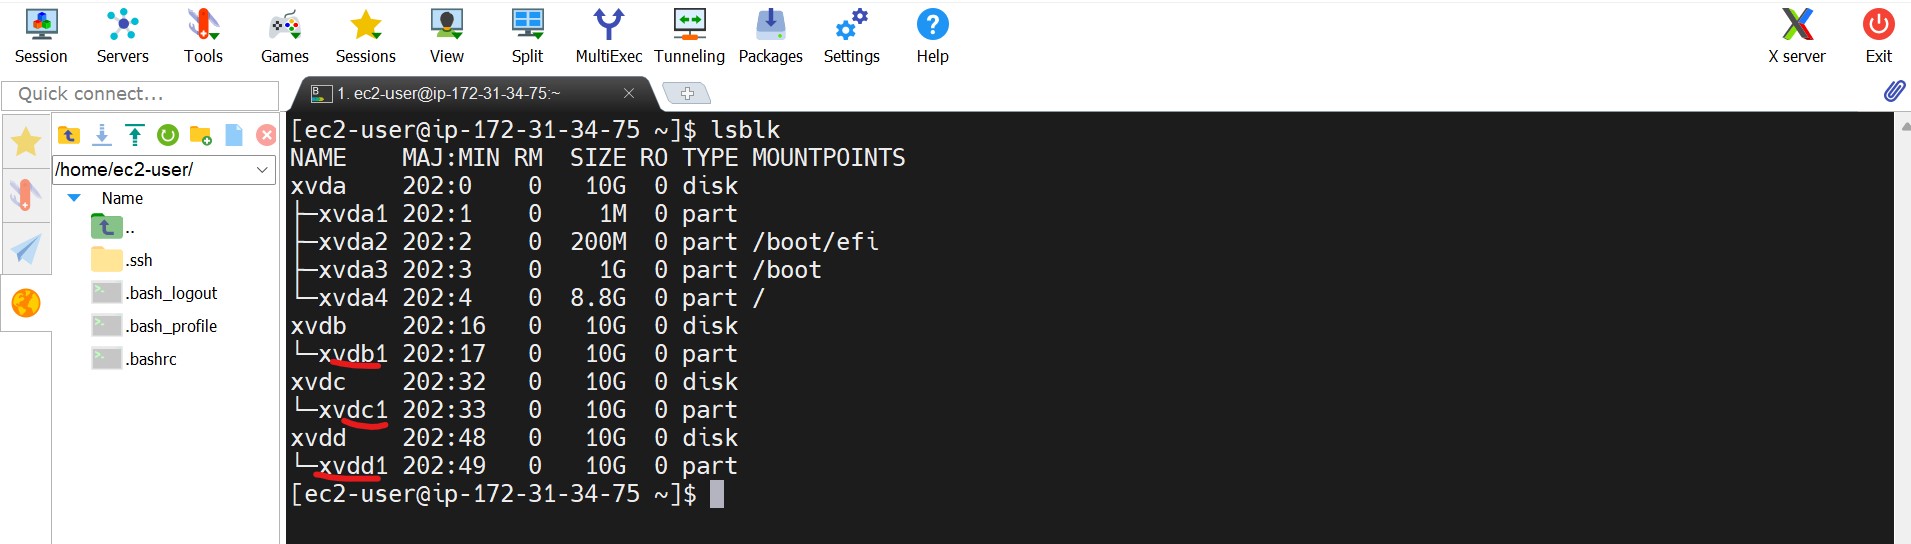 Session Servers Tools Games Sessions View Split MultiExec Tunneling Packages Settings Help X server Exit
Quick connect...
1. ec2-user@ip-172-31-34-75:~
/home/ec2-user/
Name
..
.ssh
.bash_logout
.bash_profile
.bashrc
[ec2-user@ip-172-31-34-75 ~]$ lsblk
NAME    MAJ:MIN RM  SIZE RO TYPE MOUNTPOINTS
xvda    202:0    0   10G  0 disk
├─xvda1 202:1    0    1M  0 part
├─xvda2 202:2    0  200M  0 part /boot/efi
├─xvda3 202:3    0    1G  0 part /boot
└─xvda4 202:4    0  8.8G  0 part /
xvdb    202:16   0   10G  0 disk
└─xvdb1 202:17   0   10G  0 part
xvdc    202:32   0   10G  0 disk
└─xvdc1 202:33   0   10G  0 part
xvdd    202:48   0   10G  0 disk
└─xvdd1 202:49   0   10G  0 part
[ec2-user@ip-172-31-34-75 ~]$